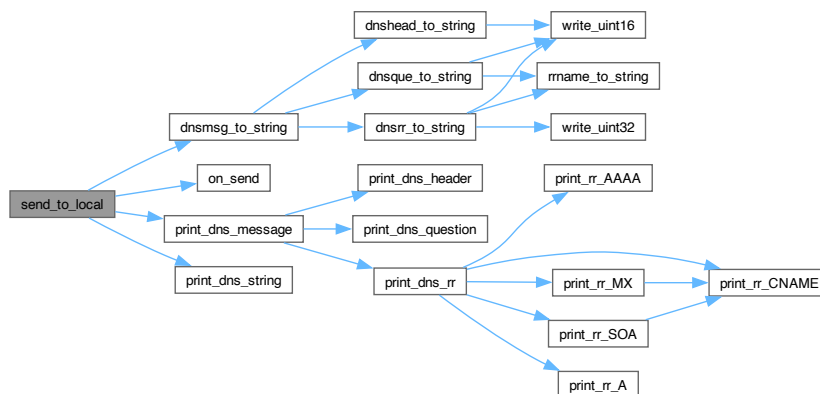 send_to_local
dnsmsg_to_string
on_send
print_dns_message
print_dns_string
dnshead_to_string
dnsque_to_string
dnsrr_to_string
print_dns_header
print_dns_question
print_dns_rr
write_uint16
rrname_to_string
write_uint32
print_rr_AAAA
print_rr_MX
print_rr_SOA
print_rr_A
print_rr_CNAME